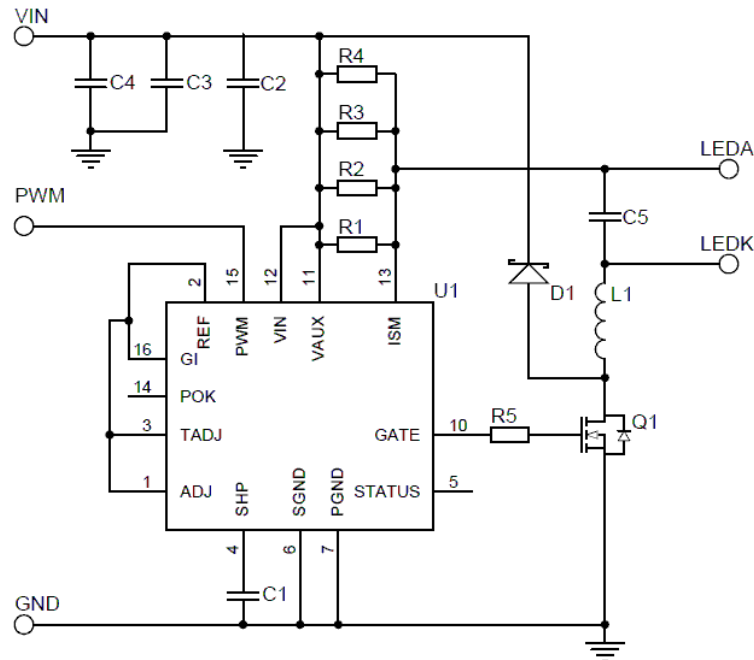 VIN
R4
C4
C3
C2
R3
LEDA
R2
PWM
C5
R1
LEDK
2
15
12
11
13
D1
L1
U1
REF
PWM
VIN
VAUX
ISM
16
GI
14
POK
R5
Q1
3
TADJ
GATE
10
1
ADJ
SHP
SGND
PGND
STATUS
5
4
6
7
C1
GND